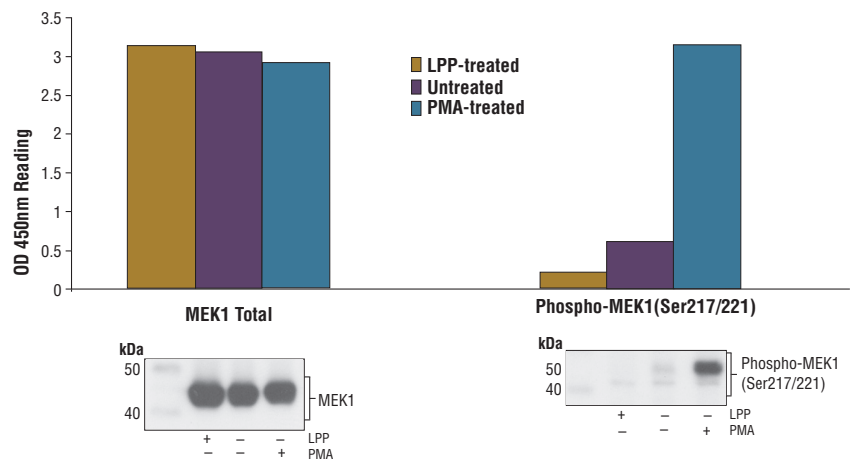 3.5
3
2.5
2
1.5
1
0.5
0
OD 450nm Reading
LPP-treated
Untreated
PMA-treated
MEK1 Total
Phospho-MEK1(Ser217/221)
kDa
50
40
MEK1
+ – – LPP
– – + PMA
kDa
50
40
Phospho-MEK1
(Ser217/221)
+ – – LPP
– – + PMA